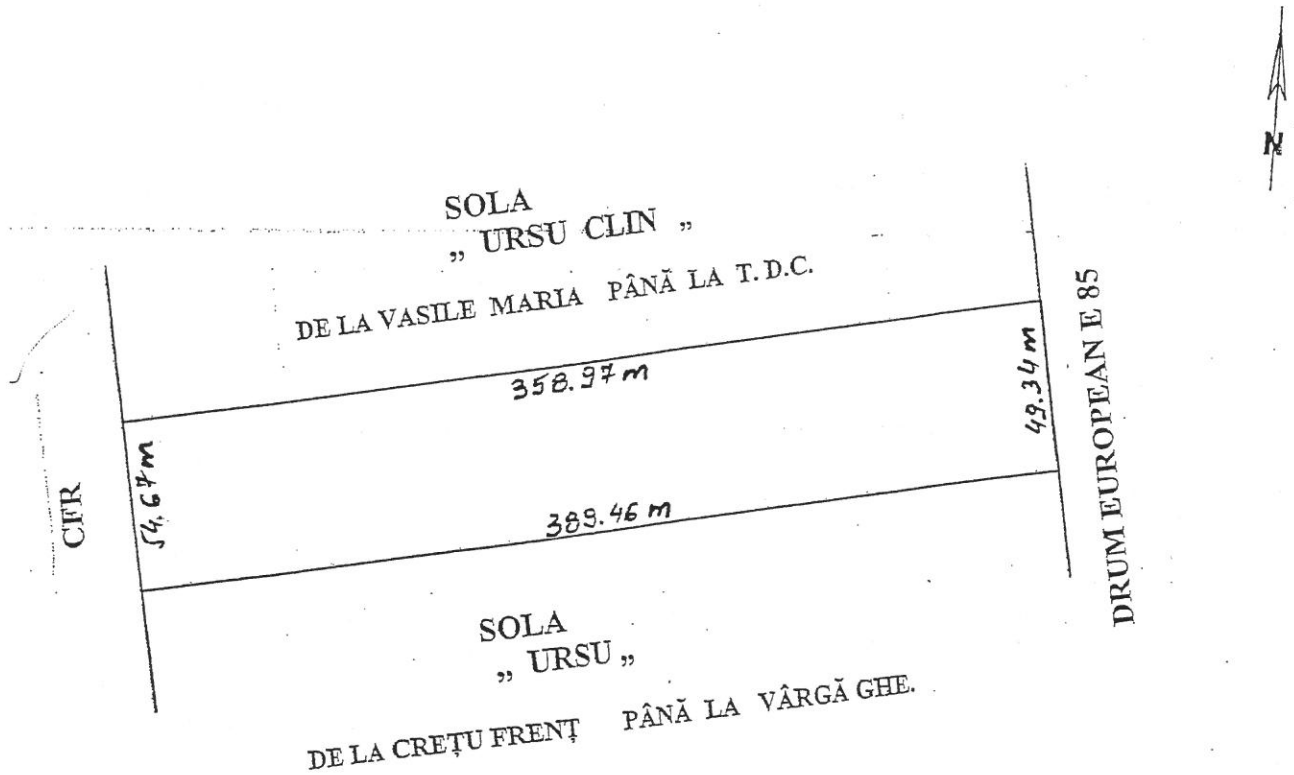 N
SOLA
„ URSU CLIN „
DE LA VASILE MARIA PÂNĂ LA T.D.C.
358.97 m
49.34 m
DRUM EUROPEAN E 85
CFR
54.67 m
389.46 m
SOLA
„ URSU „
DE LA CREȚU FRENȚ PÂNĂ LA VÂRGĂ GHE.